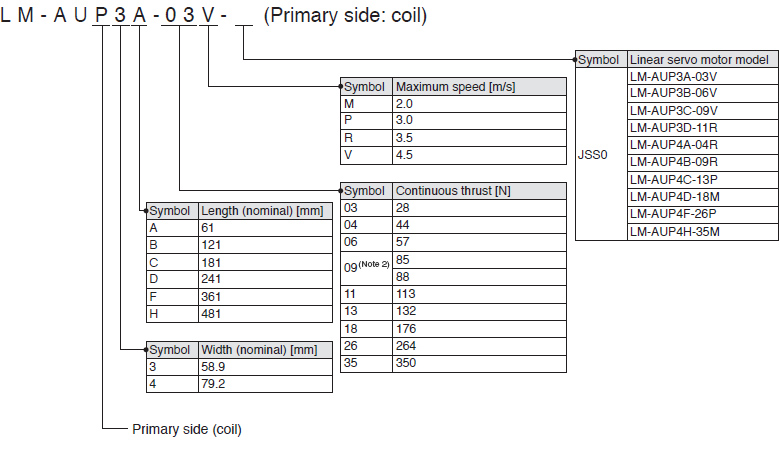 LM-AUP3A-03V-_ (Primary side: coil)
Symbol Linear servo motor model
JSS0
LM-AUP3A-03V
LM-AUP3B-06V
LM-AUP3C-09V
LM-AUP3D-11R
LM-AUP4A-04R
LM-AUP4B-09R
LM-AUP4C-13P
LM-AUP4D-18M
LM-AUP4F-26P
LM-AUP4H-35M
Symbol Maximum speed [m/s]
M 2.0
P 3.0
R 3.5
V 4.5
Symbol Continuous thrust [N]
03 28
04 44
06 57
09 (Note 2) 85
88
11 113
13 132
18 176
26 264
35 350
Symbol Length (nominal) [mm]
A 61
B 121
C 181
D 241
F 361
H 481
Symbol Width (nominal) [mm]
3 58.9
4 79.2
Primary side (coil)